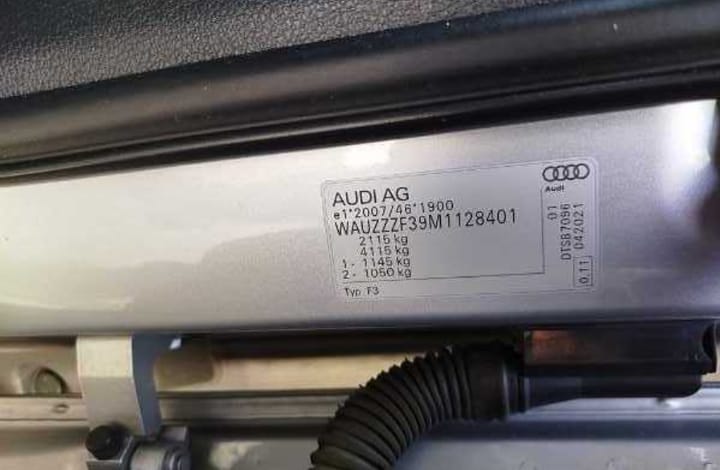 AUDI AG
e1*2007/46*1900
WAUZZZF39M1128401
2115 kg
4115 kg
1 - 1145 kg
2 - 1050 kg
Typ F3
Audi
01
DTS87096
042021
0,11